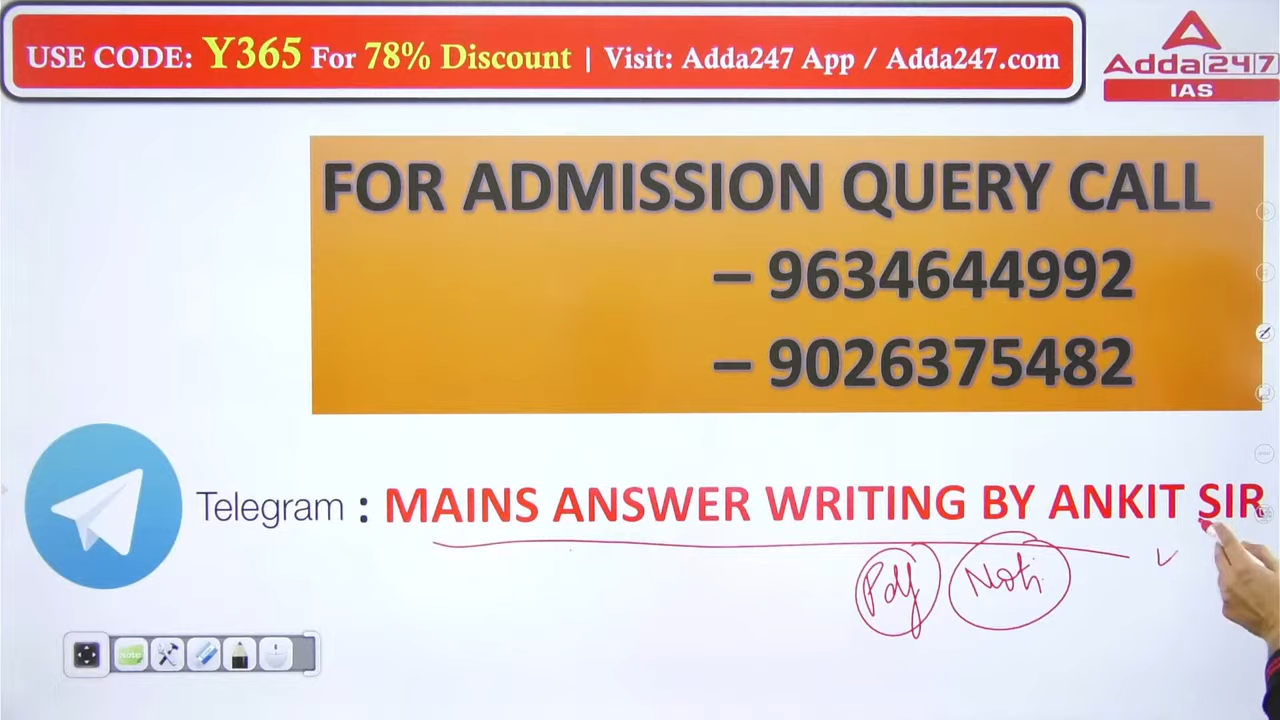 USE CODE: Y365 For 78% Discount | Visit: Adda247 App / Adda247.com
Adda247
IAS
FOR ADMISSION QUERY CALL
– 9634644992
– 9026375482
Telegram : MAINS ANSWER WRITING BY ANKIT SIR
Pdf
note